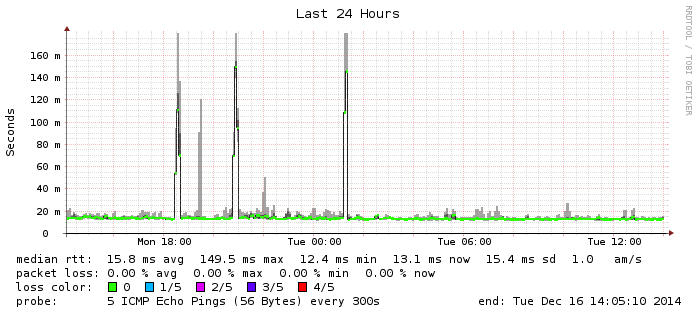 Last 24 Hours
RRDTOOL / TOBI OETIKER
Seconds
160 m
140 m
120 m
100 m
80 m
60 m
40 m
20 m
0
Mon 18:00 Tue 00:00 Tue 06:00 Tue 12:00
median rtt: 15.8 ms avg 149.5 ms max 12.4 ms min 13.1 ms now 15.4 ms sd 1.0 am/s
packet loss: 0.00 % avg 0.00 % max 0.00 % min 0.00 % now
loss color: 0 1/5 2/5 3/5 4/5
probe: 5 ICMP Echo Pings (56 Bytes) every 300s end: Tue Dec 16 14:05:10 2014